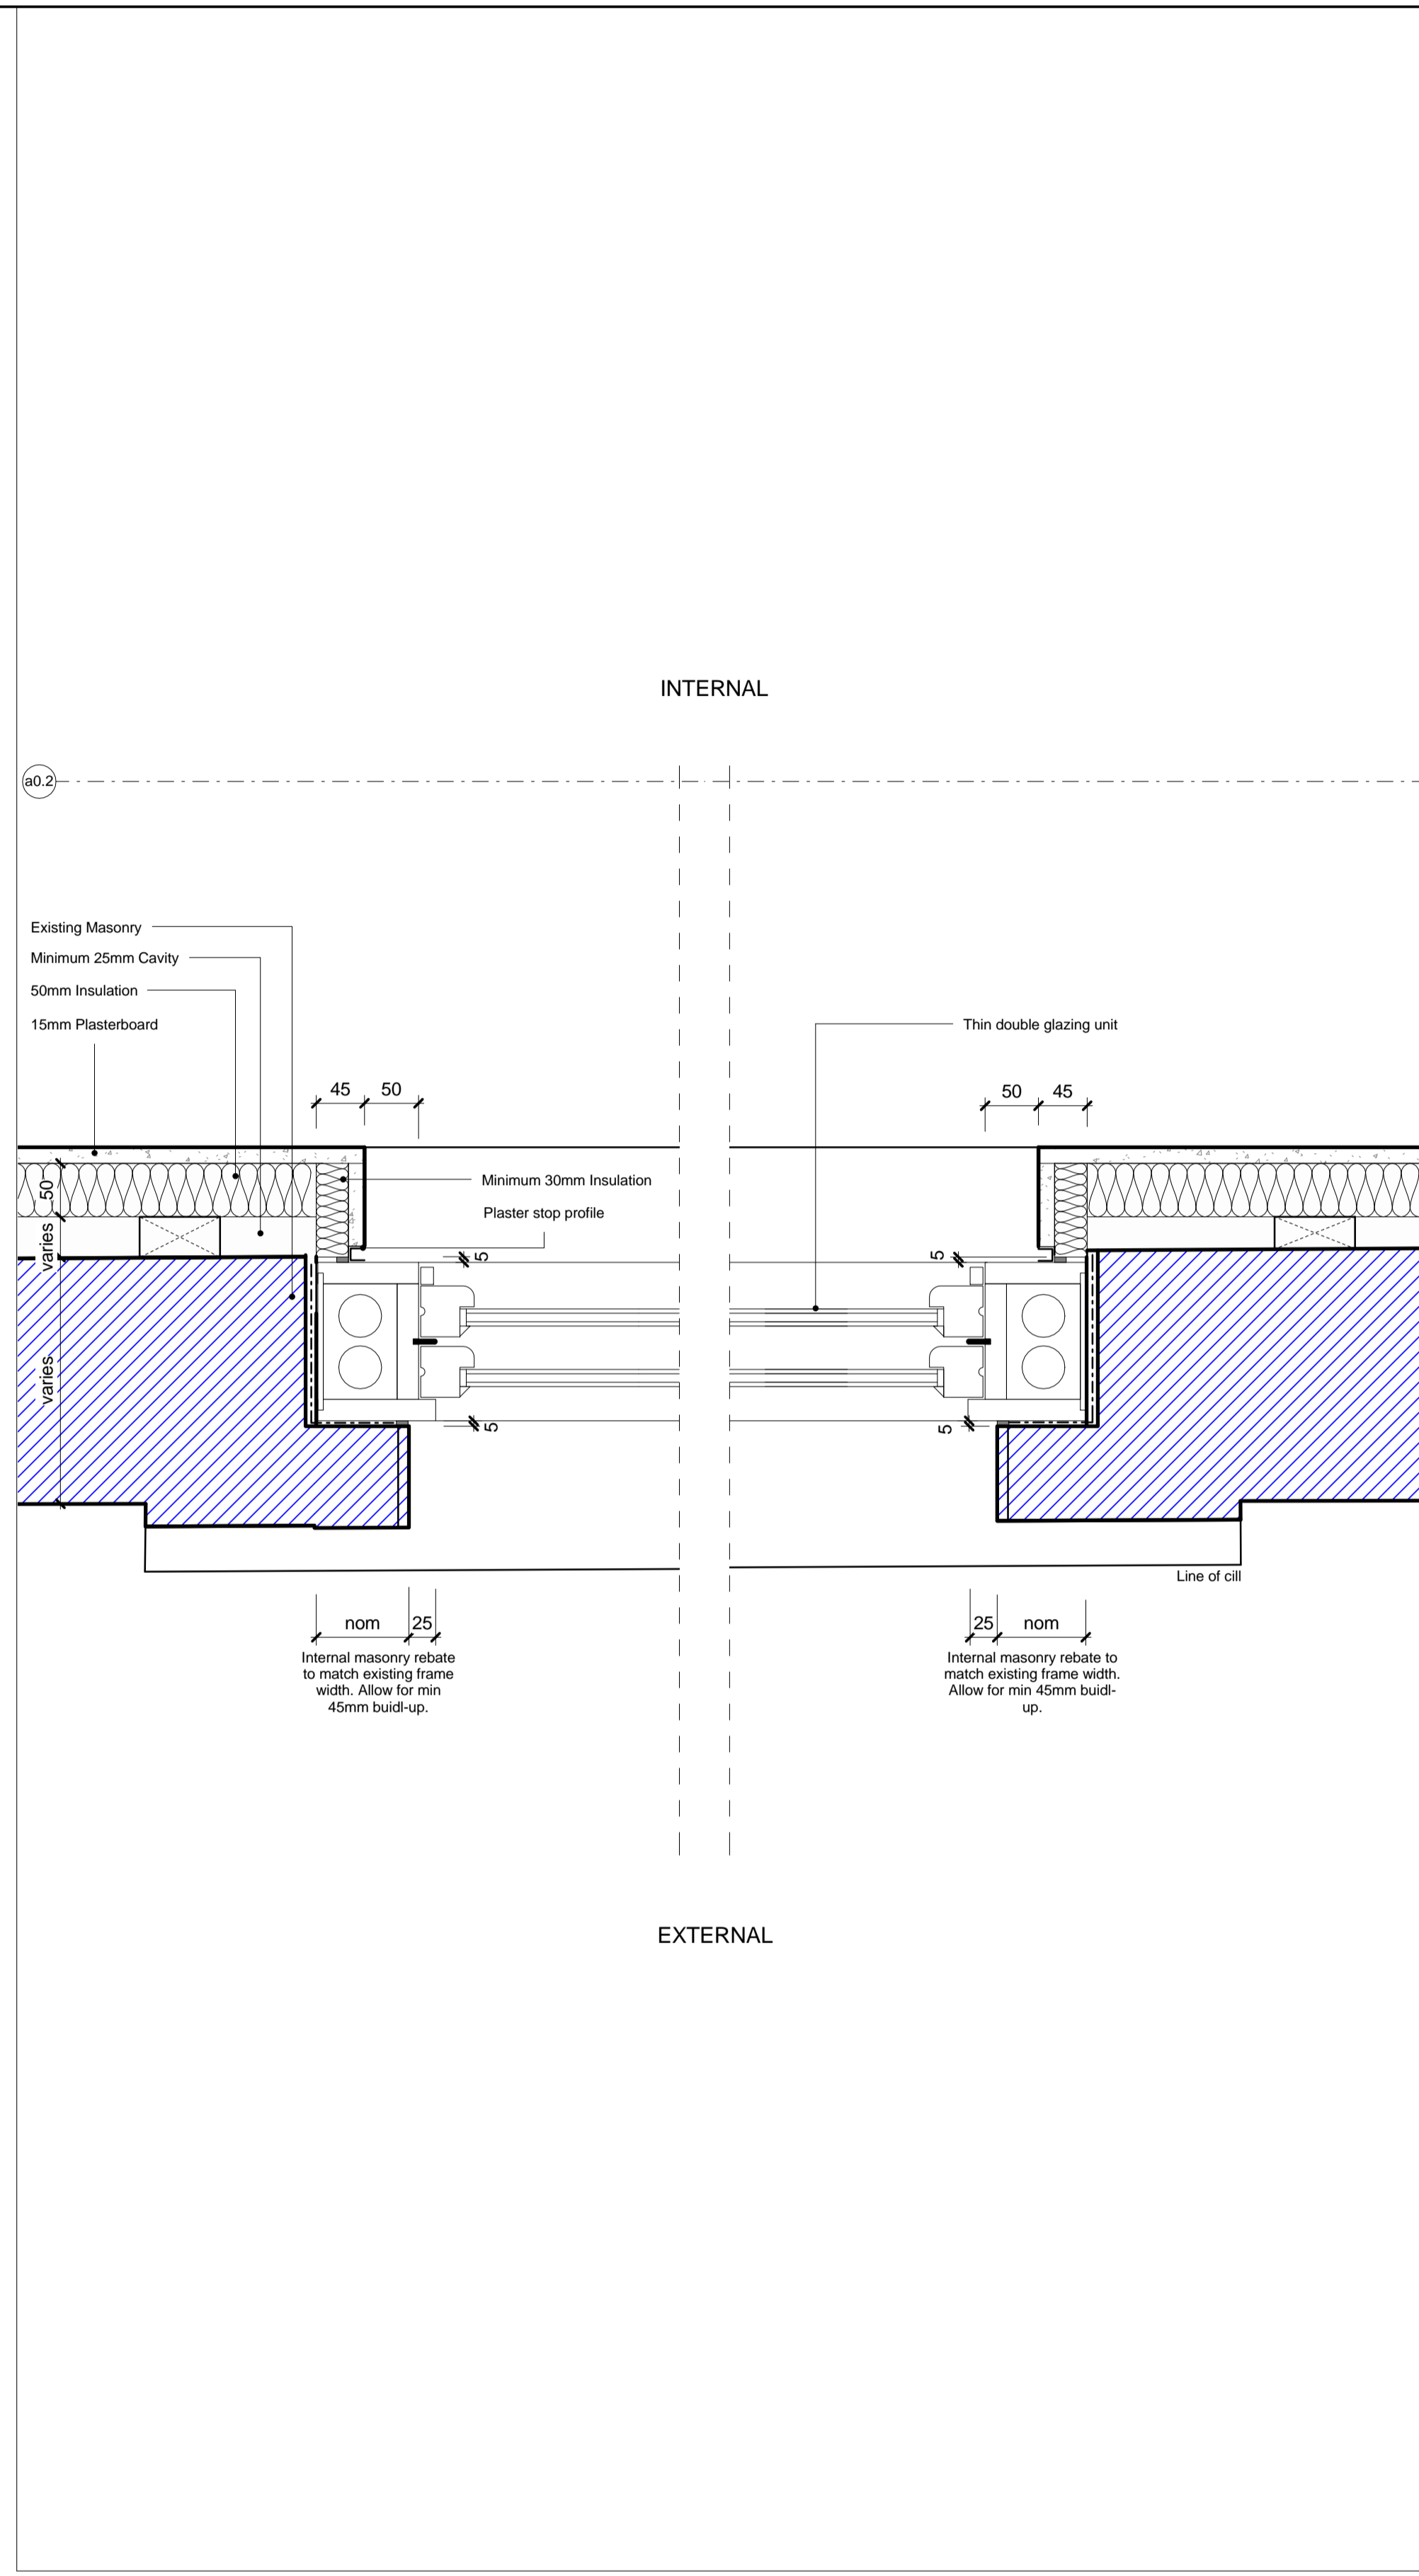 INTERNAL
a0.2
Existing Masonry
Minimum 25mm Cavity
50mm Insulation
15mm Plasterboard
Thin double glazing unit
45 50
50 45
Minimum 30mm Insulation
Plaster stop profile
50
varies
varies
5
5
5
5
Line of cill
nom 25
Internal masonry rebate
to match existing frame
width. Allow for min
45mm buidl-up.
25 nom
Internal masonry rebate to
match existing frame width.
Allow for min 45mm buidl-
up.
EXTERNAL